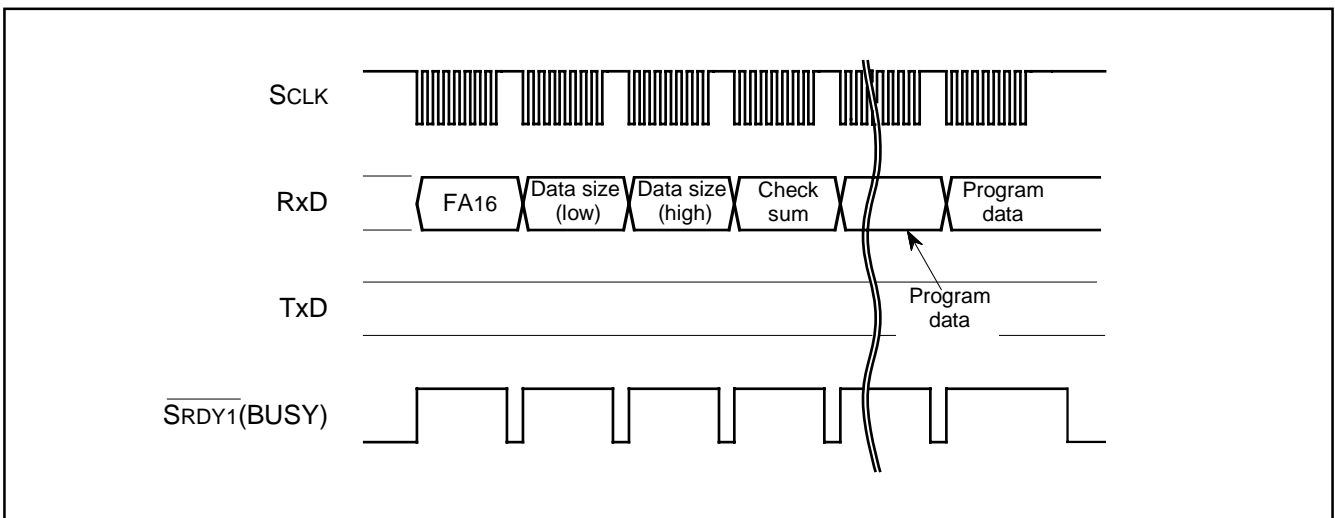 SCLK
RxD
FA16
Data size
(low)
Data size
(high)
Check
sum
Program
data
TxD
Program
data
SRDY1(BUSY)